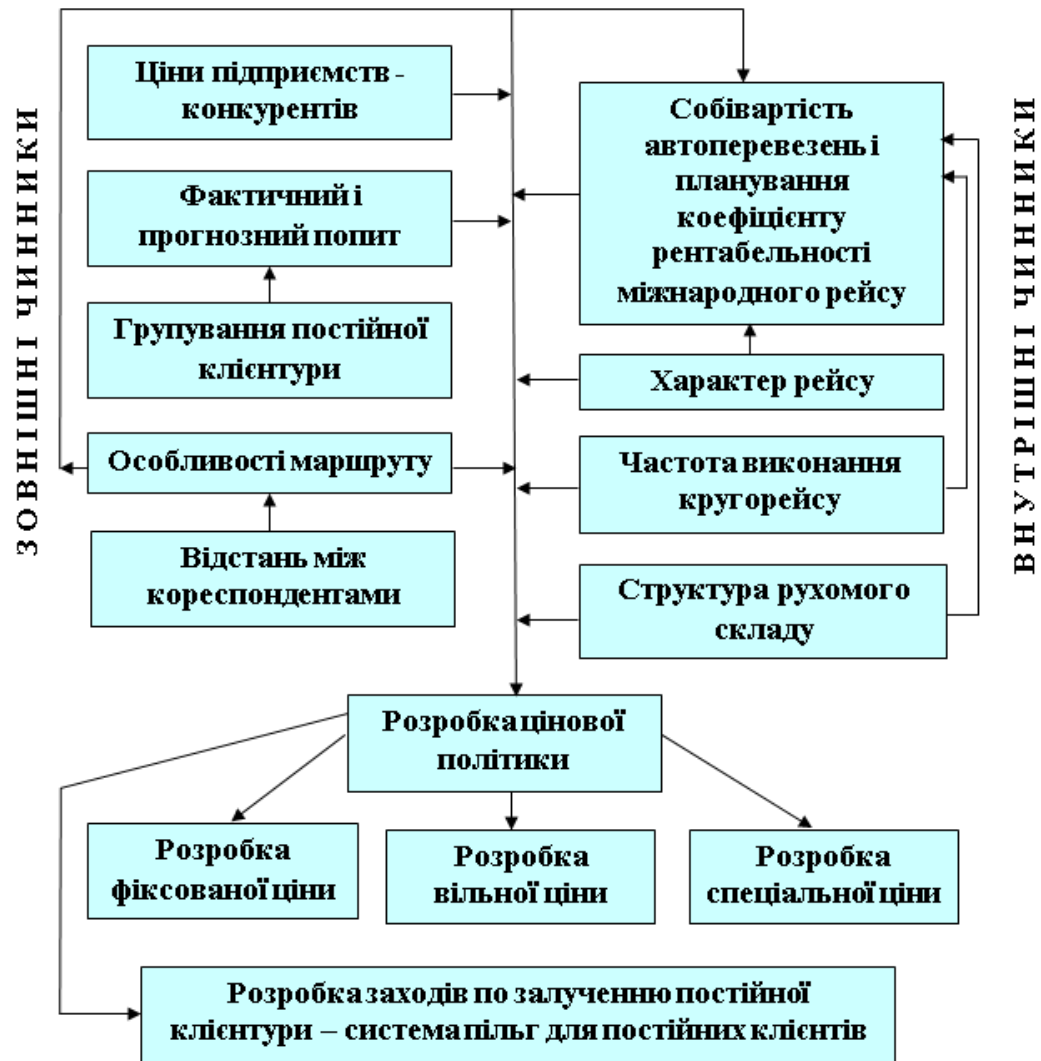 ЗОВНІШНІ ЧИННИКИ
Ціни підприємств -
конкурентів
Фактичний і
прогнозний попит
Групування постійної
клієнтури
Особливості маршруту
Відстань між
кореспондентами
Собівартість
автоперевезень і
планування
коефіцієнту
рентабельності
міжнародного рейсу
Характер рейсу
Частота виконання
кругорейсу
Структура рухомого
складу
ВНУТРІШНІ ЧИННИКИ
Розробка цінової
політики
Розробка
фіксованої ціни
Розробка
вільної ціни
Розробка
спеціальної ціни
Розробка заходів по залученню постійної
клієнтури – система пільг для постійних клієнтів